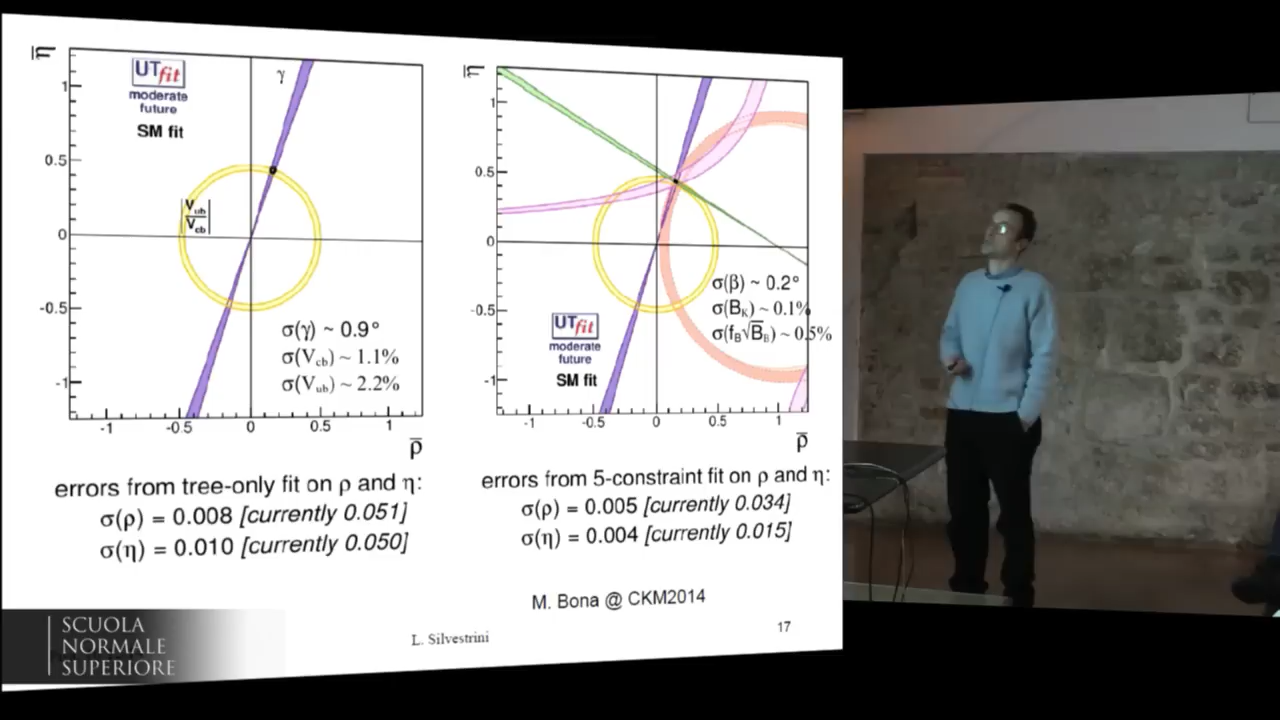 η̅
UTfit
moderate
future
SM fit
γ
1
0.5
|Vub/Vcb|
0
-0.5
σ(γ) ~ 0.9°
σ(Vcb) ~ 1.1%
σ(Vub) ~ 2.2%
-1
-1 -0.5 0 0.5 1
ρ̅
errors from tree-only fit on ρ and η:
σ(ρ) = 0.008 [currently 0.051]
σ(η) = 0.010 [currently 0.050]
η̅
1
0.5
0
σ(β) ~ 0.2°
σ(BK) ~ 0.1%
-0.5
σ(fB√BB) ~ 0.5%
UTfit
moderate
future
SM fit
-1
-1 -0.5 0 0.5 1
ρ̅
errors from 5-constraint fit on ρ and η:
σ(ρ) = 0.005 [currently 0.034]
σ(η) = 0.004 [currently 0.015]
M. Bona @ CKM2014
L. Silvestrini
17
SCUOLA
NORMALE
SUPERIORE